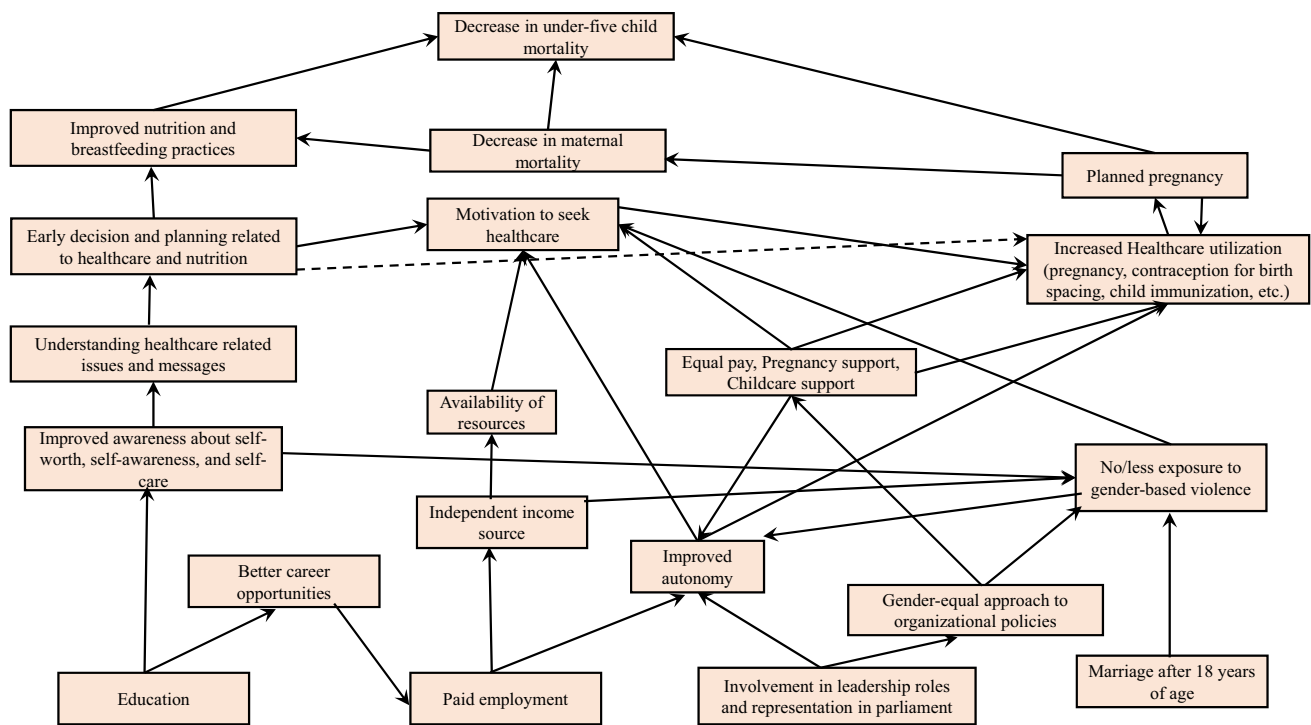 Decrease in under-five child
mortality
Improved nutrition and
breastfeeding practices
Decrease in maternal
mortality
Planned pregnancy
Early decision and planning related
to healthcare and nutrition
Motivation to seek
healthcare
Increased Healthcare utilization
(pregnancy, contraception for birth
spacing, child immunization, etc.)
Understanding healthcare related
issues and messages
Equal pay, Pregnancy support,
Childcare support
Availability of
resources
Improved awareness about self-
worth, self-awareness, and self-
care
No/less exposure to
gender-based violence
Independent income
source
Improved
autonomy
Better career
opportunities
Gender-equal approach to
organizational policies
Education
Paid employment
Involvement in leadership roles
and representation in parliament
Marriage after 18 years
of age